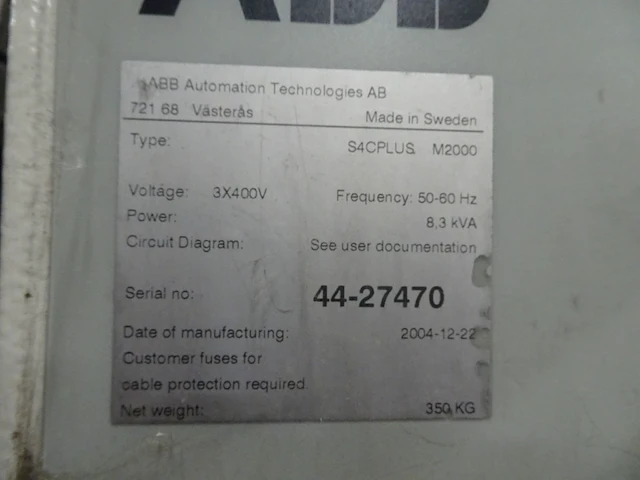 ABB
ABB Automation Technologies AB
721 68 Västerås Made in Sweden
Type: S4CPLUS M2000
Voltage: 3X400V Frequency: 50-60 Hz
Power: 8,3 kVA
Circuit Diagram: See user documentation
Serial no: 44-27470
Date of manufacturing: 2004-12-22
Customer fuses for
cable protection required.
Net weight: 350 KG